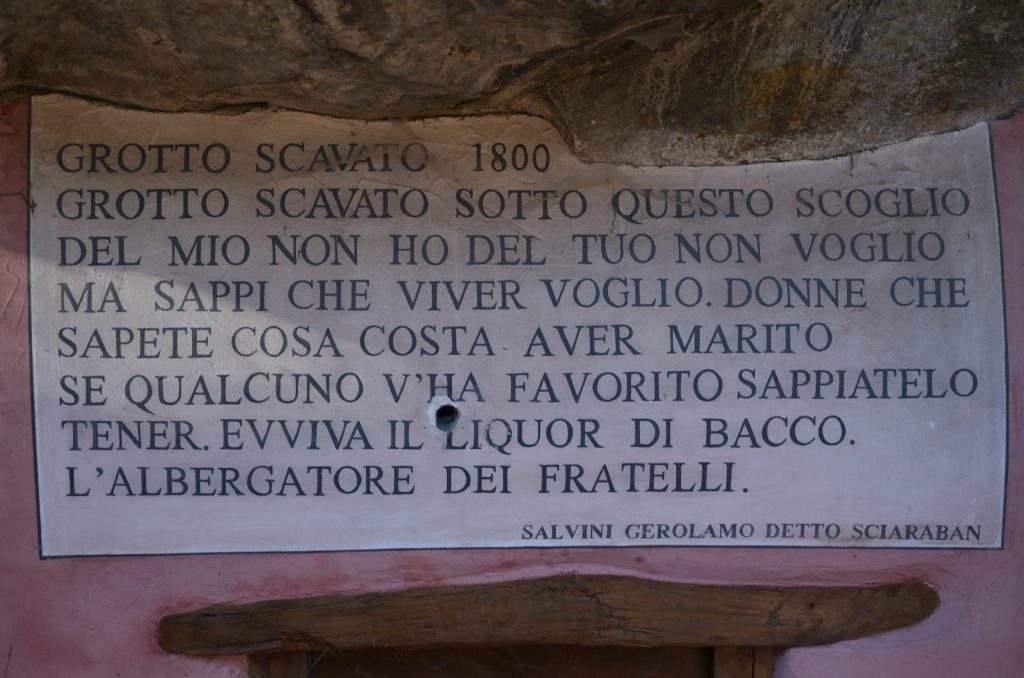 GROTTO SCAVATO 1800
GROTTO SCAVATO SOTTO QUESTO SCOGLIO
DEL MIO NON HO DEL TUO NON VOGLIO
MA SAPPI CHE VIVER VOGLIO. DONNE CHE
SAPETE COSA COSTA AVER MARITO
SE QUALCUNO V'HA FAVORITO SAPPIATELO
TENER. EVVIVA IL LIQUOR DI BACCO.
L'ALBERGATORE DEI FRATELLI.
SALVINI GEROLAMO DETTO SCIARABAN